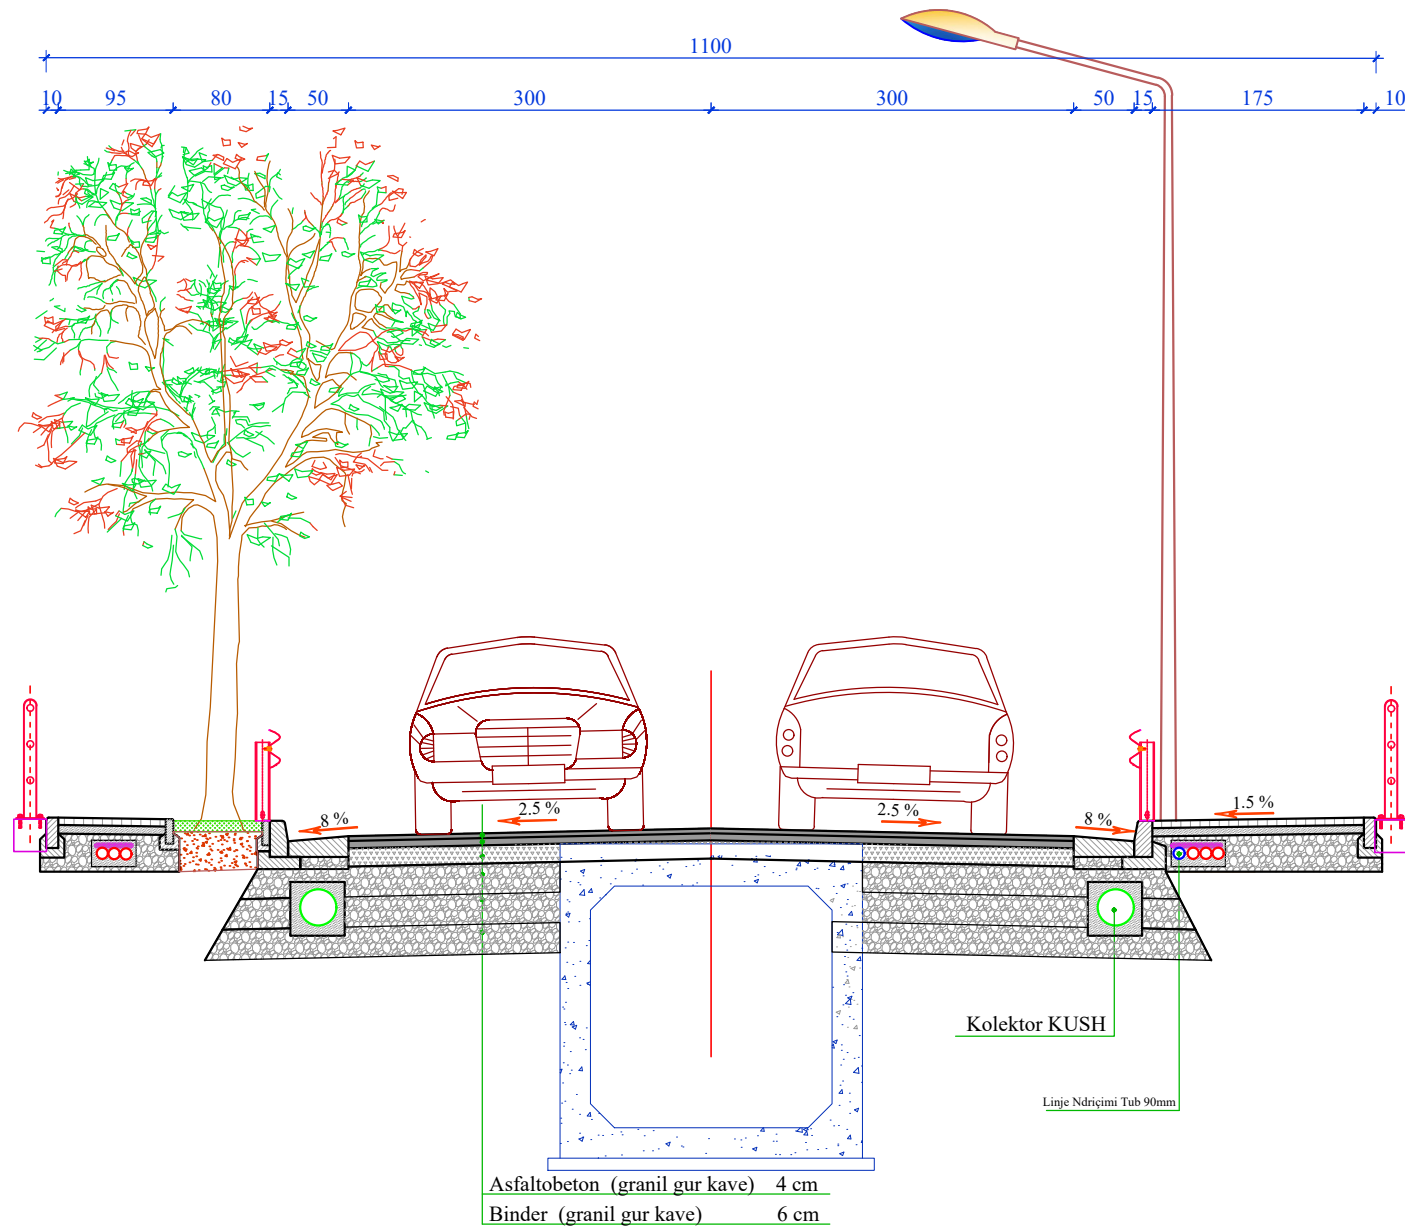 1100
10 95 80 15 50 300 300 50 15 175 10
8 % 2.5 % 2.5 % 8 % 1.5 %
Kolektor KUSH
Linje Ndriçimi Tub 90mm
Asfaltobeton (granil gur kave) 4 cm
Binder (granil gur kave) 6 cm